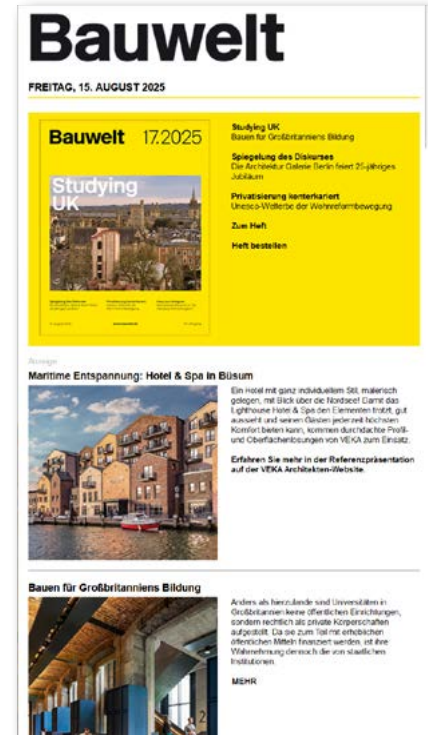 Bauwelt
FREITAG, 15. AUGUST 2025
Bauwelt 17.2025
Studying
UK
Studying UK
Bauen für Großbritanniens Bildung
Spiegelung des Diskurses
Die Architektur Galerie Berlin feiert 25-jähriges
Jubiläum
Privatisierung konterkariert
Unesco-Welterbe der Wohnreformbewegung
Zum Heft
Heft bestellen
Anzeige
Maritime Entspannung: Hotel & Spa in Büsum
Ein Hotel mit ganz individuellem Stil, malerisch
gelegen, mit Blick über die Nordsee! Damit das
Lighthouse Hotel & Spa den Elementen trotzt, gut
aussieht und seinen Gästen jederzeit höchsten
Komfort bieten kann, kommen durchdachte Profil-
und Oberflächenlösungen von VEKA zum Einsatz.
Erfahren Sie mehr in der Referenzpräsentation
auf der VEKA Architekten-Website.
Bauen für Großbritanniens Bildung
Anders als hierzulande sind Universitäten in
Großbritannien keine öffentlichen Einrichtungen,
sondern rechtlich als private Körperschaften
aufgestellt. Da sie zum Teil mit erheblichen
öffentlichen Mitteln finanziert werden, ist ihre
Wahrnehmung dennoch die von staatlichen
Institutionen.
MEHR